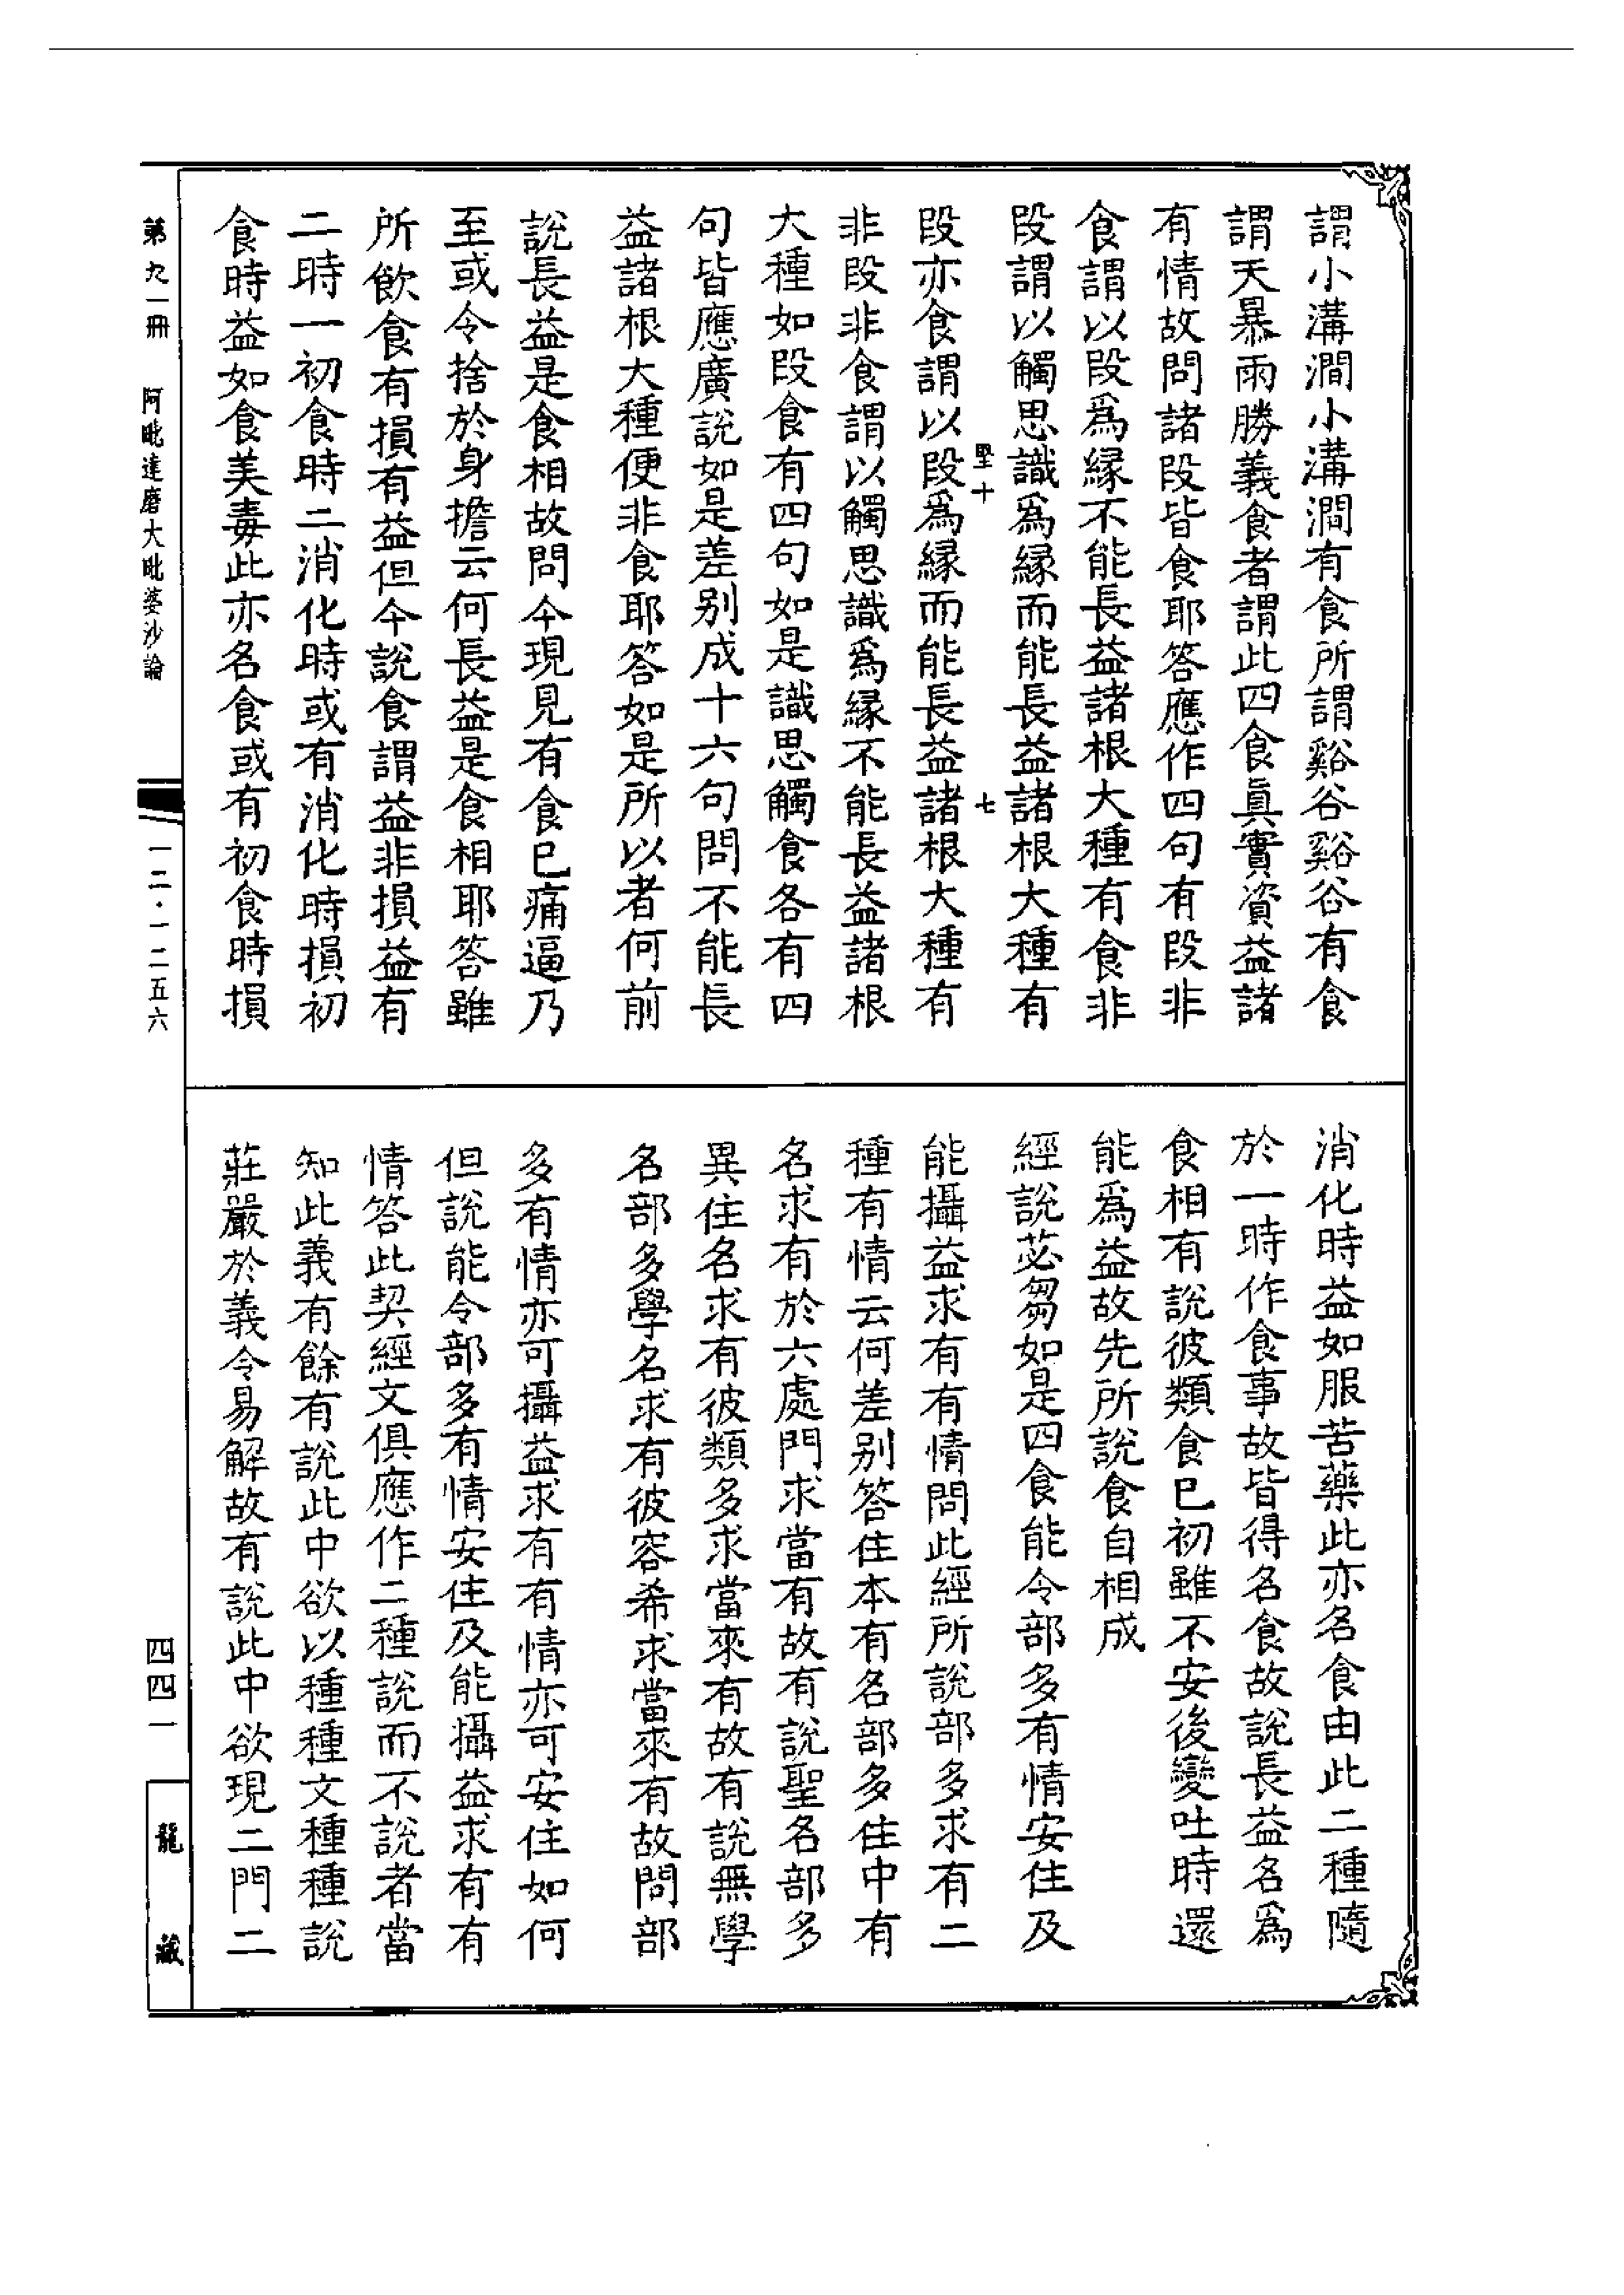 謂小溝澗小溝澗有食所謂谿谷谿谷有食
謂天暴雨勝義食者謂此四食眞實資益諸
有情故問諸段皆食耶答應作四句有段非
食謂以段爲縁不能長益諸根大種有食非
段謂以觸思識爲縁而能長益諸根大種有
堅十
七
段亦食謂以段爲縁而能長益諸根大種有
非段非食謂以觸思識爲縁不能長益諸根
大種如段食有四句如是識思觸食各有四
句皆應廣說如是差别成十六句問不能長
益諸根大種便非食耶答如是所以者何前
說長益是食相故問今現見有食已痛逼乃
至或令捨於身擔云何長益是食相耶答雖
所飲食有損有益但今說食謂益非損益有
二時一初食時二消化時或有消化時損初
食時益如食美毒此亦名食或有初食時損
消化時益如服苦藥此亦名食由此二種隨
於一時作食事故皆得名食故說長益名爲
食相有說彼類食已初雖不安後變吐時還
能爲益故先所說食自相成
經說苾芻如是四食能令部多有情安住及
能攝益求有有情問此經所說部多求有二
種有情云何差别答住本有名部多住中有
名求有於六處門求當有故有說聖名部多
異住名求有彼類多求當來有故有說無學
名部多學名求有彼容希求當來有故問部
多有情亦可攝益求有有情亦可安住如何
但說能令部多有情安住及能攝益求有有
情答此契經文俱應作二種說而不說者當
知此義有餘有說此中欲以種種文種種說
莊嚴於義令易解故有說此中欲現二門二
第九一冊
阿毗達磨大毗婆沙論
一二·一二五六
四四一
龍藏